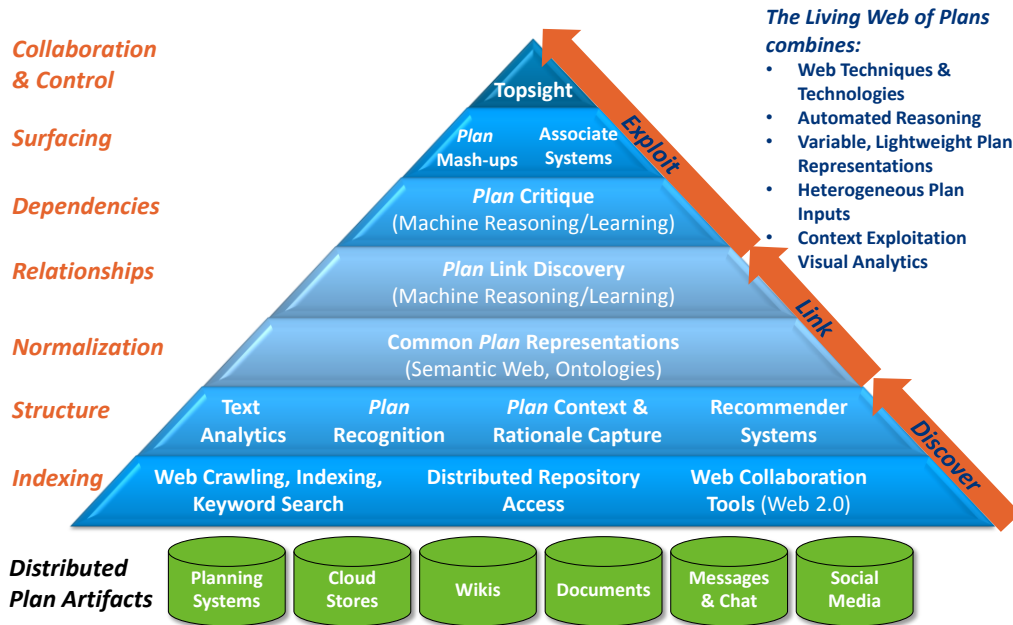 The Living Web of Plans
combines:
• Web Techniques &
Technologies
• Automated Reasoning
• Variable, Lightweight Plan
Representations
• Heterogeneous Plan
Inputs
• Context Exploitation
Visual Analytics
Collaboration
& Control
Topsight
Surfacing
Plan
Mash-ups
Associate
Systems
Exploit
Dependencies
Plan Critique
(Machine Reasoning/Learning)
Relationships
Plan Link Discovery
(Machine Reasoning/Learning)
Link
Normalization
Common Plan Representations
(Semantic Web, Ontologies)
Structure
Text
Analytics
Plan
Recognition
Plan Context &
Rationale Capture
Recommender
Systems
Discover
Indexing
Web Crawling, Indexing,
Keyword Search
Distributed Repository
Access
Web Collaboration
Tools (Web 2.0)
Distributed
Plan Artifacts
Planning
Systems
Cloud
Stores
Wikis
Documents
Messages
& Chat
Social
Media